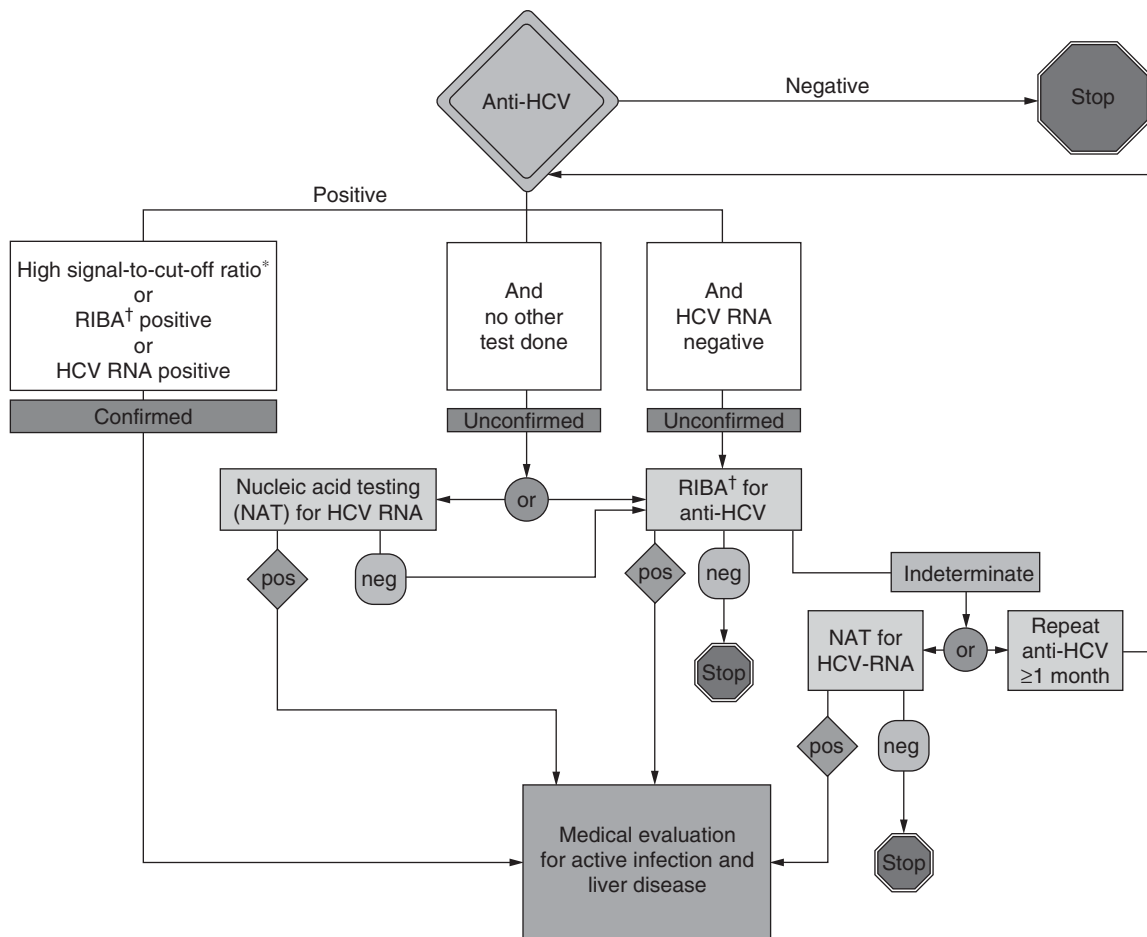 Anti-HCV
Negative
Stop
Positive
High signal-to-cut-off ratio*
or
RIBA† positive
or
HCV RNA positive
And
no other
test done
And
HCV RNA
negative
Confirmed
Unconfirmed
Unconfirmed
Nucleic acid testing
(NAT) for HCV RNA
or
RIBA† for
anti-HCV
pos
neg
pos
neg
Indeterminate
Stop
NAT for
HCV-RNA
or
Repeat
anti-HCV
≥1 month
pos
neg
Medical evaluation
for active infection and
liver disease
Stop